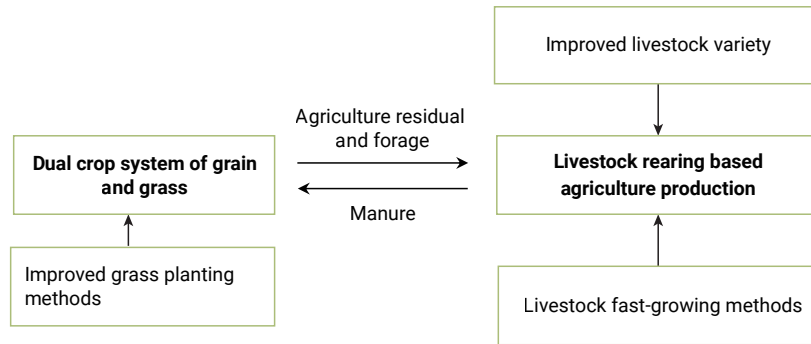 Improved livestock variety
Agriculture residual
and forage
Dual crop system of grain
and grass
Livestock rearing based
agriculture production
Manure
Improved grass planting
methods
Livestock fast-growing methods